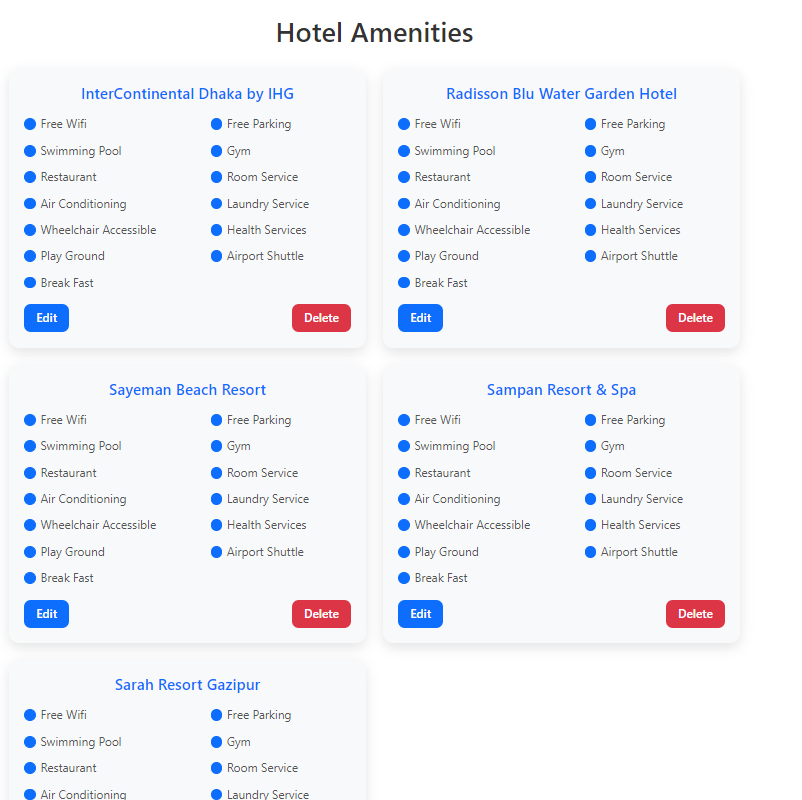 Hotel Amenities
InterContinental Dhaka by IHG
Free Wifi
Free Parking
Swimming Pool
Gym
Restaurant
Room Service
Air Conditioning
Laundry Service
Wheelchair Accessible
Health Services
Play Ground
Airport Shuttle
Break Fast
Edit
Delete
Radisson Blu Water Garden Hotel
Free Wifi
Free Parking
Swimming Pool
Gym
Restaurant
Room Service
Air Conditioning
Laundry Service
Wheelchair Accessible
Health Services
Play Ground
Airport Shuttle
Break Fast
Edit
Delete
Sayeman Beach Resort
Free Wifi
Free Parking
Swimming Pool
Gym
Restaurant
Room Service
Air Conditioning
Laundry Service
Wheelchair Accessible
Health Services
Play Ground
Airport Shuttle
Break Fast
Edit
Delete
Sampan Resort & Spa
Free Wifi
Free Parking
Swimming Pool
Gym
Restaurant
Room Service
Air Conditioning
Laundry Service
Wheelchair Accessible
Health Services
Play Ground
Airport Shuttle
Break Fast
Edit
Delete
Sarah Resort Gazipur
Free Wifi
Free Parking
Swimming Pool
Gym
Restaurant
Room Service
Air Conditioning
Laundry Service